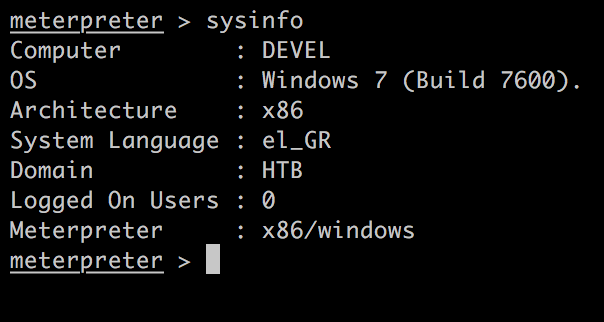 meterpreter > sysinfo
Computer        : DEVEL
OS              : Windows 7 (Build 7600).
Architecture    : x86
System Language : el_GR
Domain          : HTB
Logged On Users : 0
Meterpreter     : x86/windows
meterpreter >